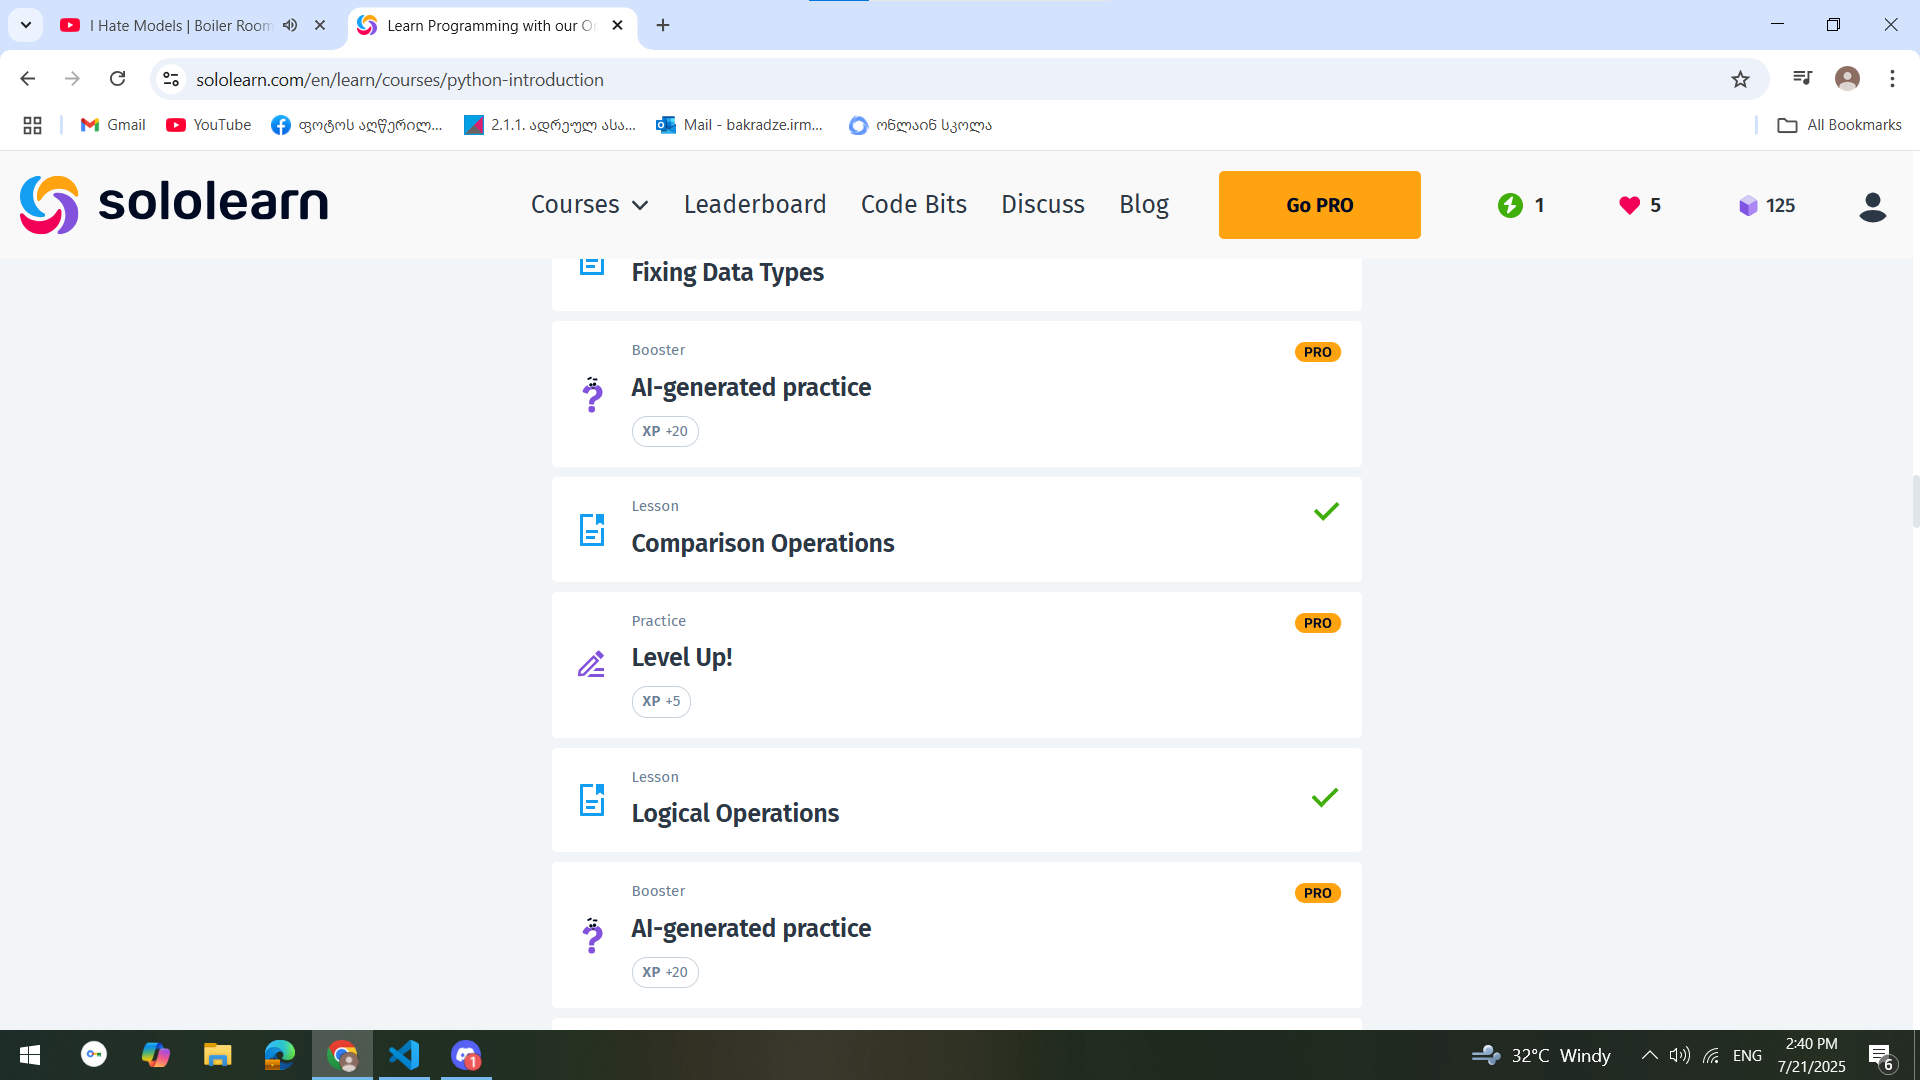 I Hate Models | Boiler Room
Learn Programming with our O
sololearn.com/en/learn/courses/python-introduction
Gmail
YouTube
ფოტოს აღწერილ...
2.1.1. ადრეულ ასა...
Mail - bakradze.irm...
ონლაინ სკოლა
All Bookmarks
sololearn
Courses
Leaderboard
Code Bits
Discuss
Blog
Go PRO
1
5
125
Fixing Data Types
Booster
PRO
AI-generated practice
XP +20
Lesson
Comparison Operations
Practice
PRO
Level Up!
XP +5
Lesson
Logical Operations
Booster
PRO
AI-generated practice
XP +20
1
32°C Windy
ENG
2:40 PM
7/21/2025
6